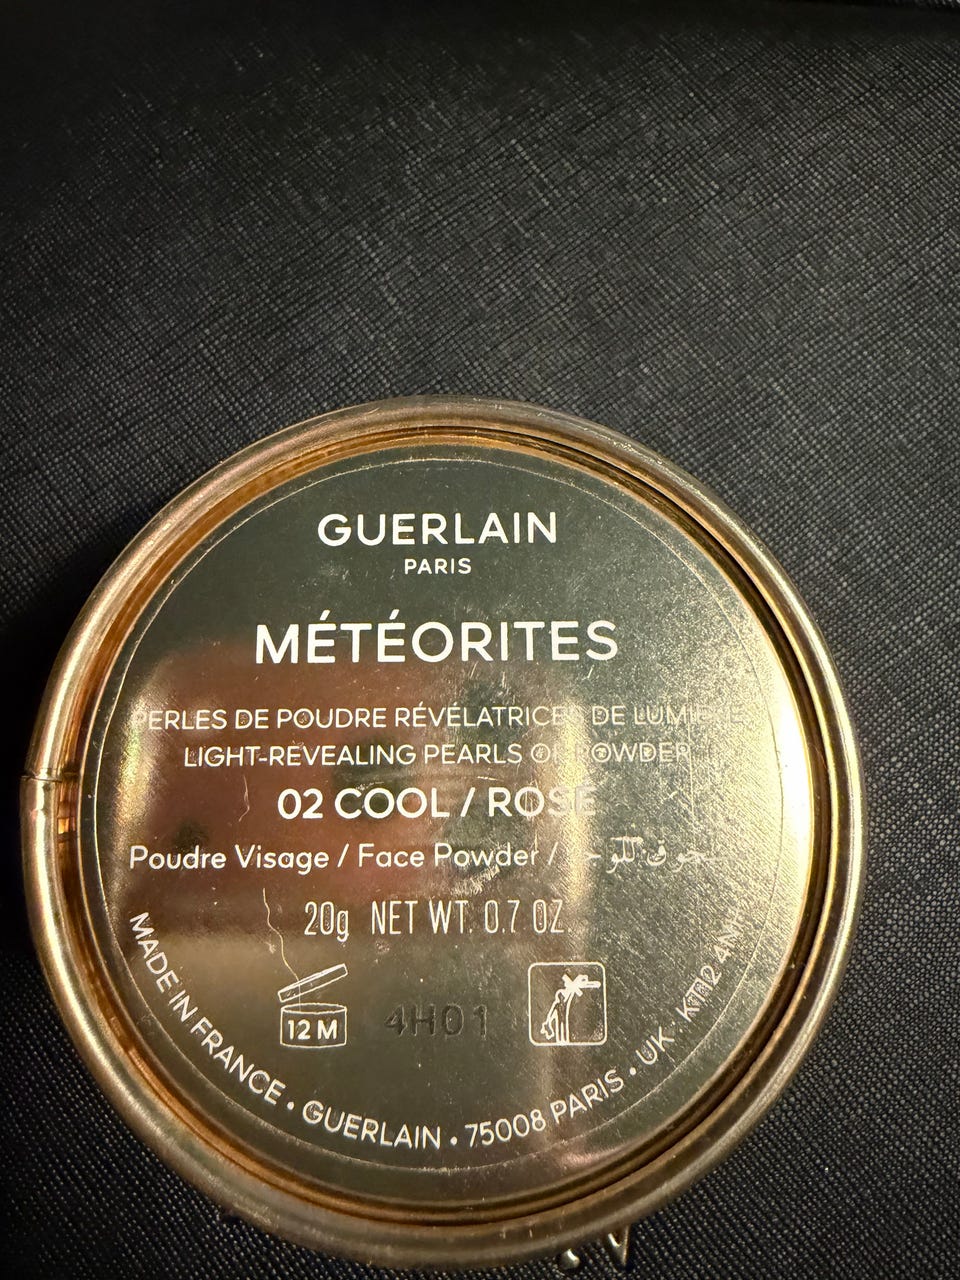 GUERLAIN
PARIS
MÉTÉORITES
PERLES DE POUDRE RÉVÉLATRICES DE LUMIÈRE
LIGHT-REVEALING PEARLS OF POWDER
02 COOL / ROSE
Poudre Visage / Face Powder /
20g NET WT. 0.7 OZ
12 M
4H01
MADE IN FRANCE • GUERLAIN • 75008 PARIS • UK • KT12